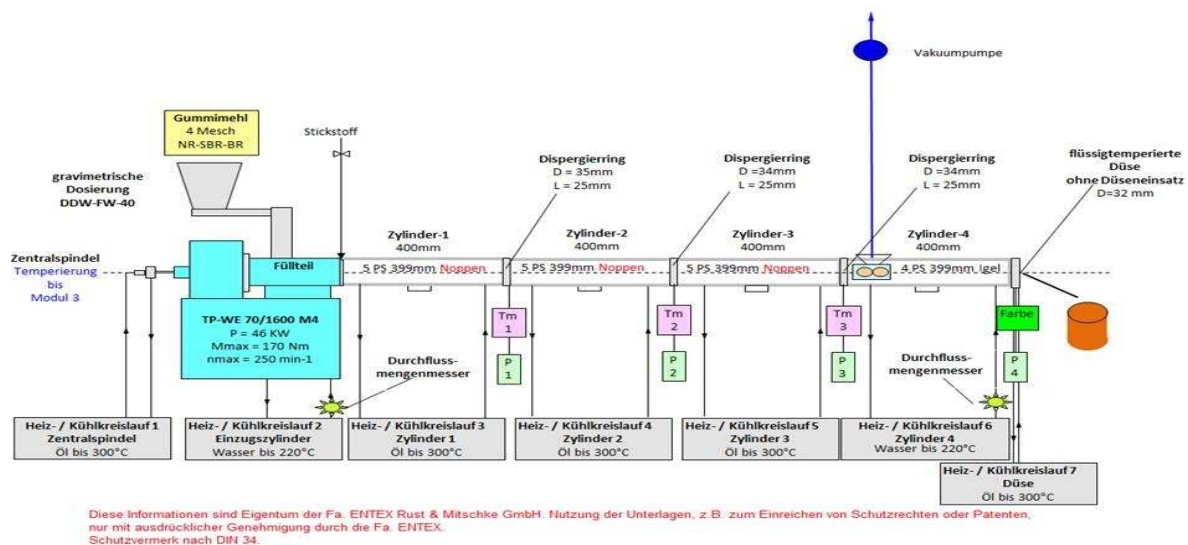 Vakuumpumpe
Gummimehl
4 Mesch
NR-SBR-BR
Stickstoff
gravimetrische
Dosierung
DDW-FW-40
Dispergierring
D = 35mm
L = 25mm
Dispergierring
D =34mm
L = 25mm
Dispergierring
D =34mm
L = 25mm
flüssigtemperierte
Düse
ohne Düseneinsatz
D=32 mm
Zylinder-1
400mm
Zylinder-2
400mm
Zylinder-3
400mm
Zylinder-4
400mm
Zentralspindel
Temperierung
bis
Modul 3
Füllteil
5 PS 399mm Noppen
5 PS 399mm Noppen
5 PS 399mm Noppen
4 PS 399mm Igel
TP-WE 70/1600 M4
P = 46 KW
Mmax = 170 Nm
nmax = 250 min-1
Tm
1
Tm
2
Tm
3
Farbe
P
1
P
2
P
3
P
4
Durchfluss-
mengenmesser
Durchfluss-
mengenmesser
Heiz- / Kühlkreislauf 1
Zentralspindel
Öl bis 300°C
Heiz- / Kühlkreislauf 2
Einzugszylinder
Wasser bis 220°C
Heiz- / Kühlkreislauf 3
Zylinder 1
Öl bis 300°C
Heiz- / Kühlkreislauf 4
Zylinder 2
Öl bis 300°C
Heiz- / Kühlkreislauf 5
Zylinder 3
Öl bis 300°C
Heiz- / Kühlkreislauf 6
Zylinder 4
Wasser bis 220°C
Heiz- / Kühlkreislauf 7
Düse
Öl bis 300°C
Diese Informationen sind Eigentum der Fa. ENTEX Rust & Mitschke GmbH. Nutzung der Unterlagen, z.B. zum Einreichen von Schutzrechten oder Patenten,
nur mit ausdrücklicher Genehmigung durch die Fa. ENTEX.
Schutzvermerk nach DIN 34.